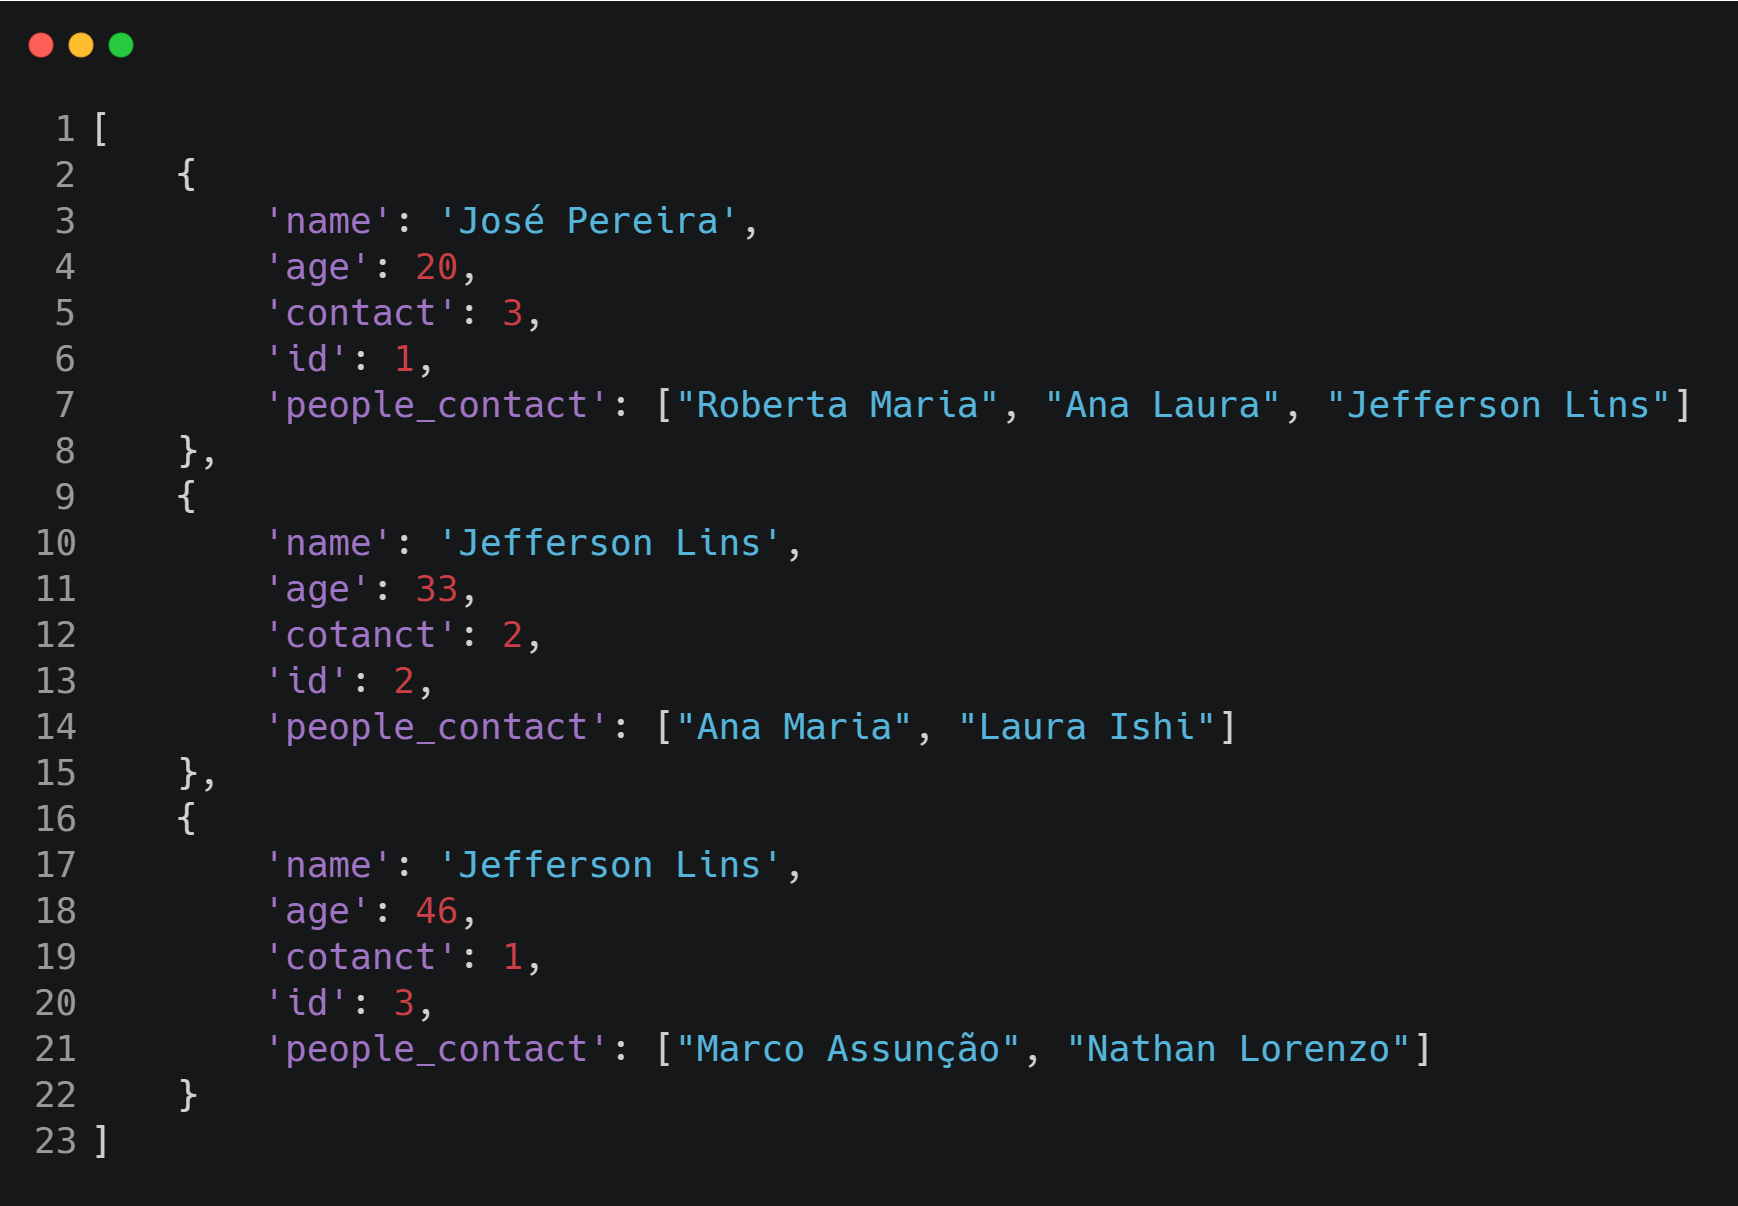 1 [
2     {
3         'name': 'José Pereira',
4         'age': 20,
5         'contact': 3,
6         'id': 1,
7         'people_contact': ["Roberta Maria", "Ana Laura", "Jefferson Lins"]
8     },
9     {
10         'name': 'Jefferson Lins',
11         'age': 33,
12         'cotanct': 2,
13         'id': 2,
14         'people_contact': ["Ana Maria", "Laura Ishi"]
15     },
16     {
17         'name': 'Jefferson Lins',
18         'age': 46,
19         'cotanct': 1,
20         'id': 3,
21         'people_contact': ["Marco Assunção", "Nathan Lorenzo"]
22     }
23 ]